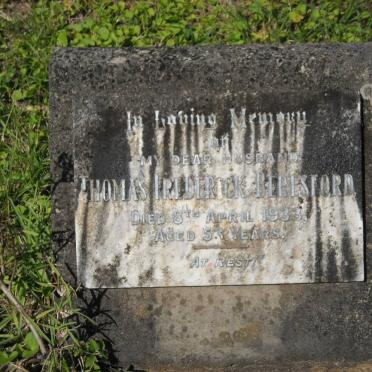 In Loving Memory
of
MY DEAR HUSBAND
THOMAS FREDERICK BERESFORD
DIED 8TH APRIL 1933,
AGED YEARS,
AT REST.